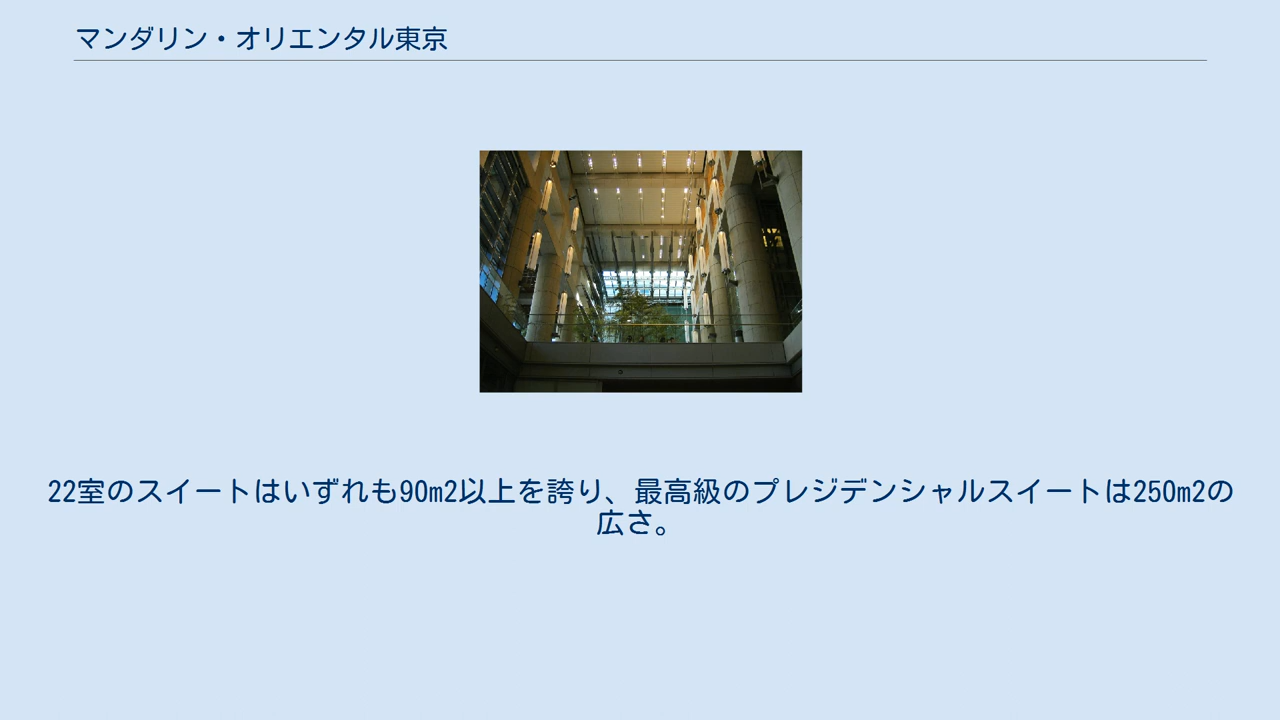 マンダリン・オリエンタル東京
22室のスイートはいずれも90m2以上を誇り、最高級のプレジデンシャルスイートは250m2の
広さ。